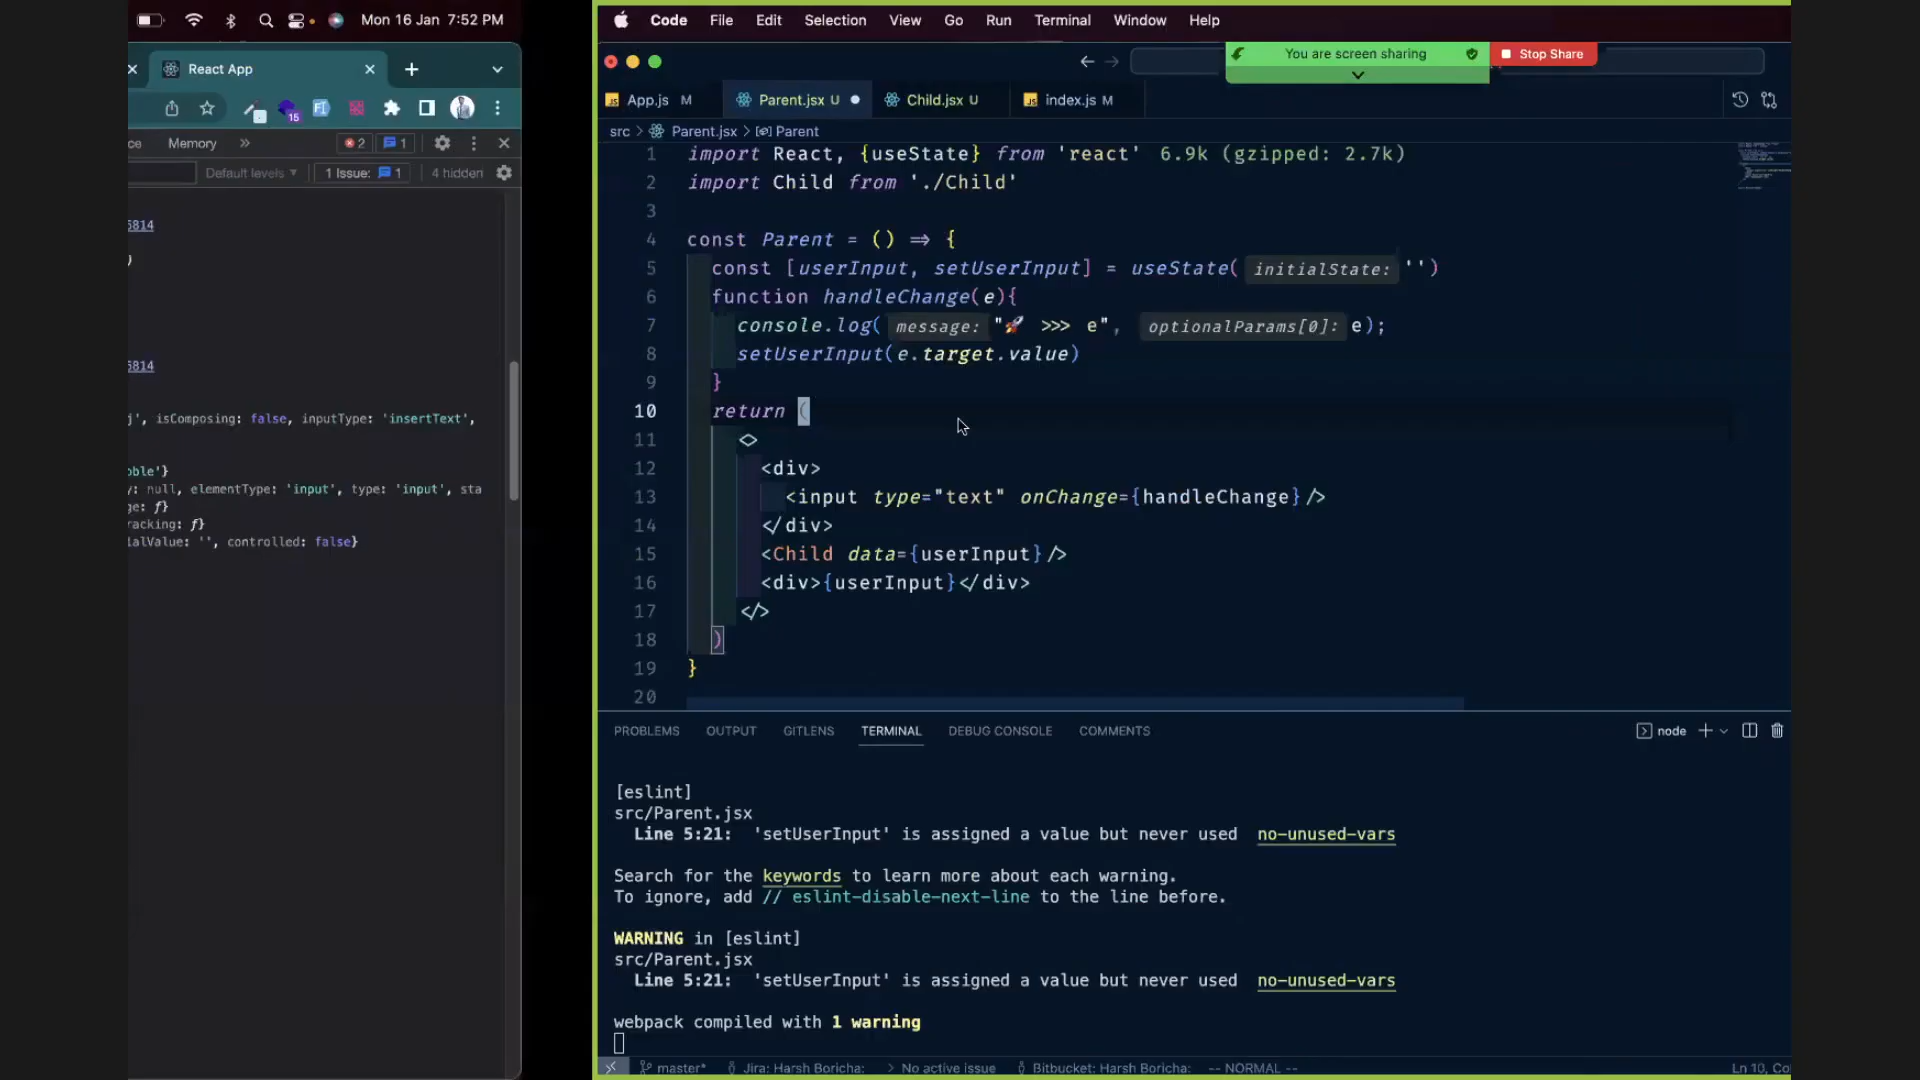 Mon 16 Jan 7:52 PM
React App
15
ce
Memory
2
1
Default levels
1 Issue:
1
4 hidden
5814
)
5814
j', isComposing: false, inputType: 'insertText',
bble'}
y: null, elementType: 'input', type: 'input', sta
ge: ƒ}
racking: ƒ}
ialValue: '', controlled: false}
Code File Edit Selection View Go Run Terminal Window Help
You are screen sharing
Stop Share
App.js M
Parent.jsx U
Child.jsx U
index.js M
src > Parent.jsx > Parent
1 import React, {useState} from 'react' 6.9k (gzipped: 2.7k)
2 import Child from './Child'
3
4 const Parent = () => {
5 const [userInput, setUserInput] = useState( initialState: '')
6 function handleChange(e){
7 console.log( message: "🚀 >>> e", optionalParams[0]: e);
8 setUserInput(e.target.value)
9 }
10 return (
11 <>
12 <div>
13 <input type="text" onChange={handleChange} />
14 </div>
15 <Child data={userInput} />
16 <div>{userInput}</div>
17 </>
18 )
19 }
20
PROBLEMS OUTPUT GITLENS TERMINAL DEBUG CONSOLE COMMENTS
node
[eslint]
src/Parent.jsx
Line 5:21: 'setUserInput' is assigned a value but never used no-unused-vars
Search for the keywords to learn more about each warning.
To ignore, add // eslint-disable-next-line to the line before.
WARNING in [eslint]
src/Parent.jsx
Line 5:21: 'setUserInput' is assigned a value but never used no-unused-vars
webpack compiled with 1 warning
master* Jira: Harsh Boricha: > No active issue Bitbucket: Harsh Boricha: -- NORMAL -- Ln 10, Co